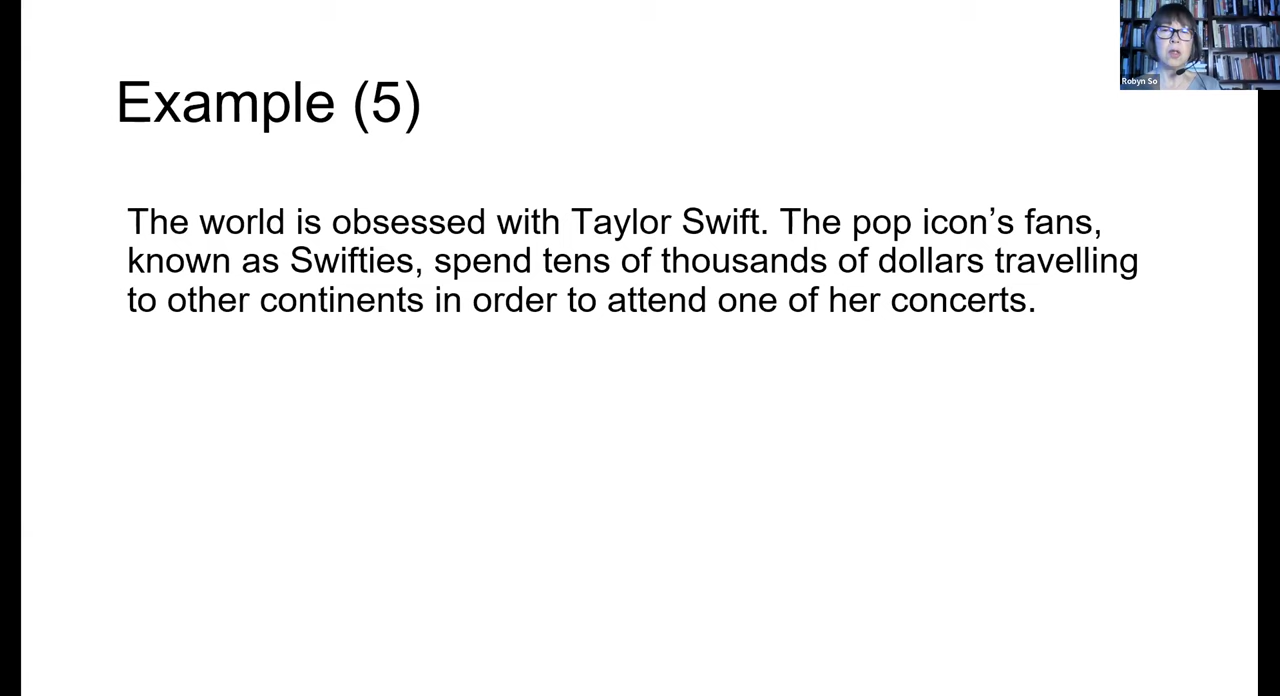 Example (5)
The world is obsessed with Taylor Swift. The pop icon’s fans,
known as Swifties, spend tens of thousands of dollars travelling
to other continents in order to attend one of her concerts.
Robyn So